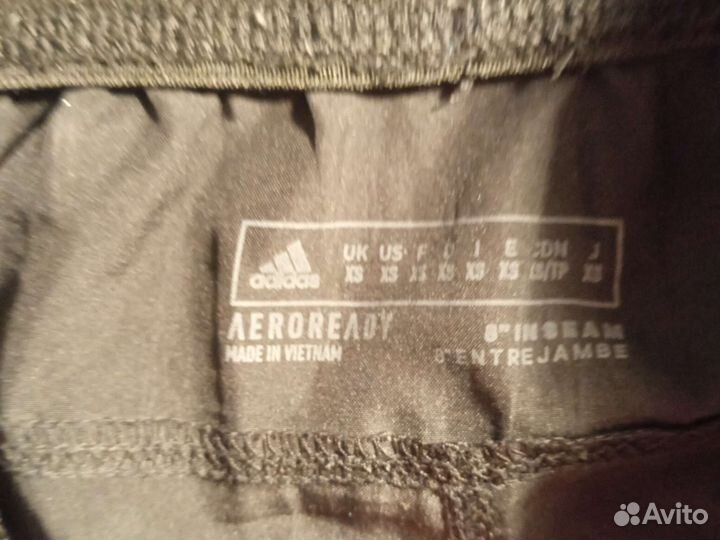 UK US F D I E CDN J
adidas XS XS XS XS XS XS XS/TP XS
AEROREADY
MADE IN VIETNAM
8" INSEAM
8" ENTREJAMBE
Avito